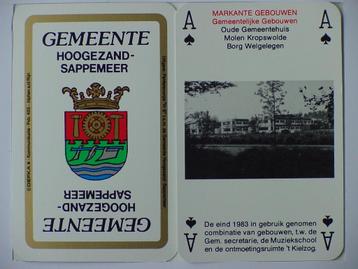 GEMEENTE
HOOGEZAND-
SAPPEMEER
GEMEENTE
HOOGEZAND-
SAPPEMEER
A
A
MARKANTE GEBOUWEN
Gemeentelijke Gebouwen
Oude Gemeentehuis
Molen Kropswolde
Borg Welgelegen
A
A
De eind 1983 in gebruik genomen
combinatie van gebouwen, t.w. de
Gem. secretarie, de Muziekschool
en de ontmoetingsruimte 't Kielzog.